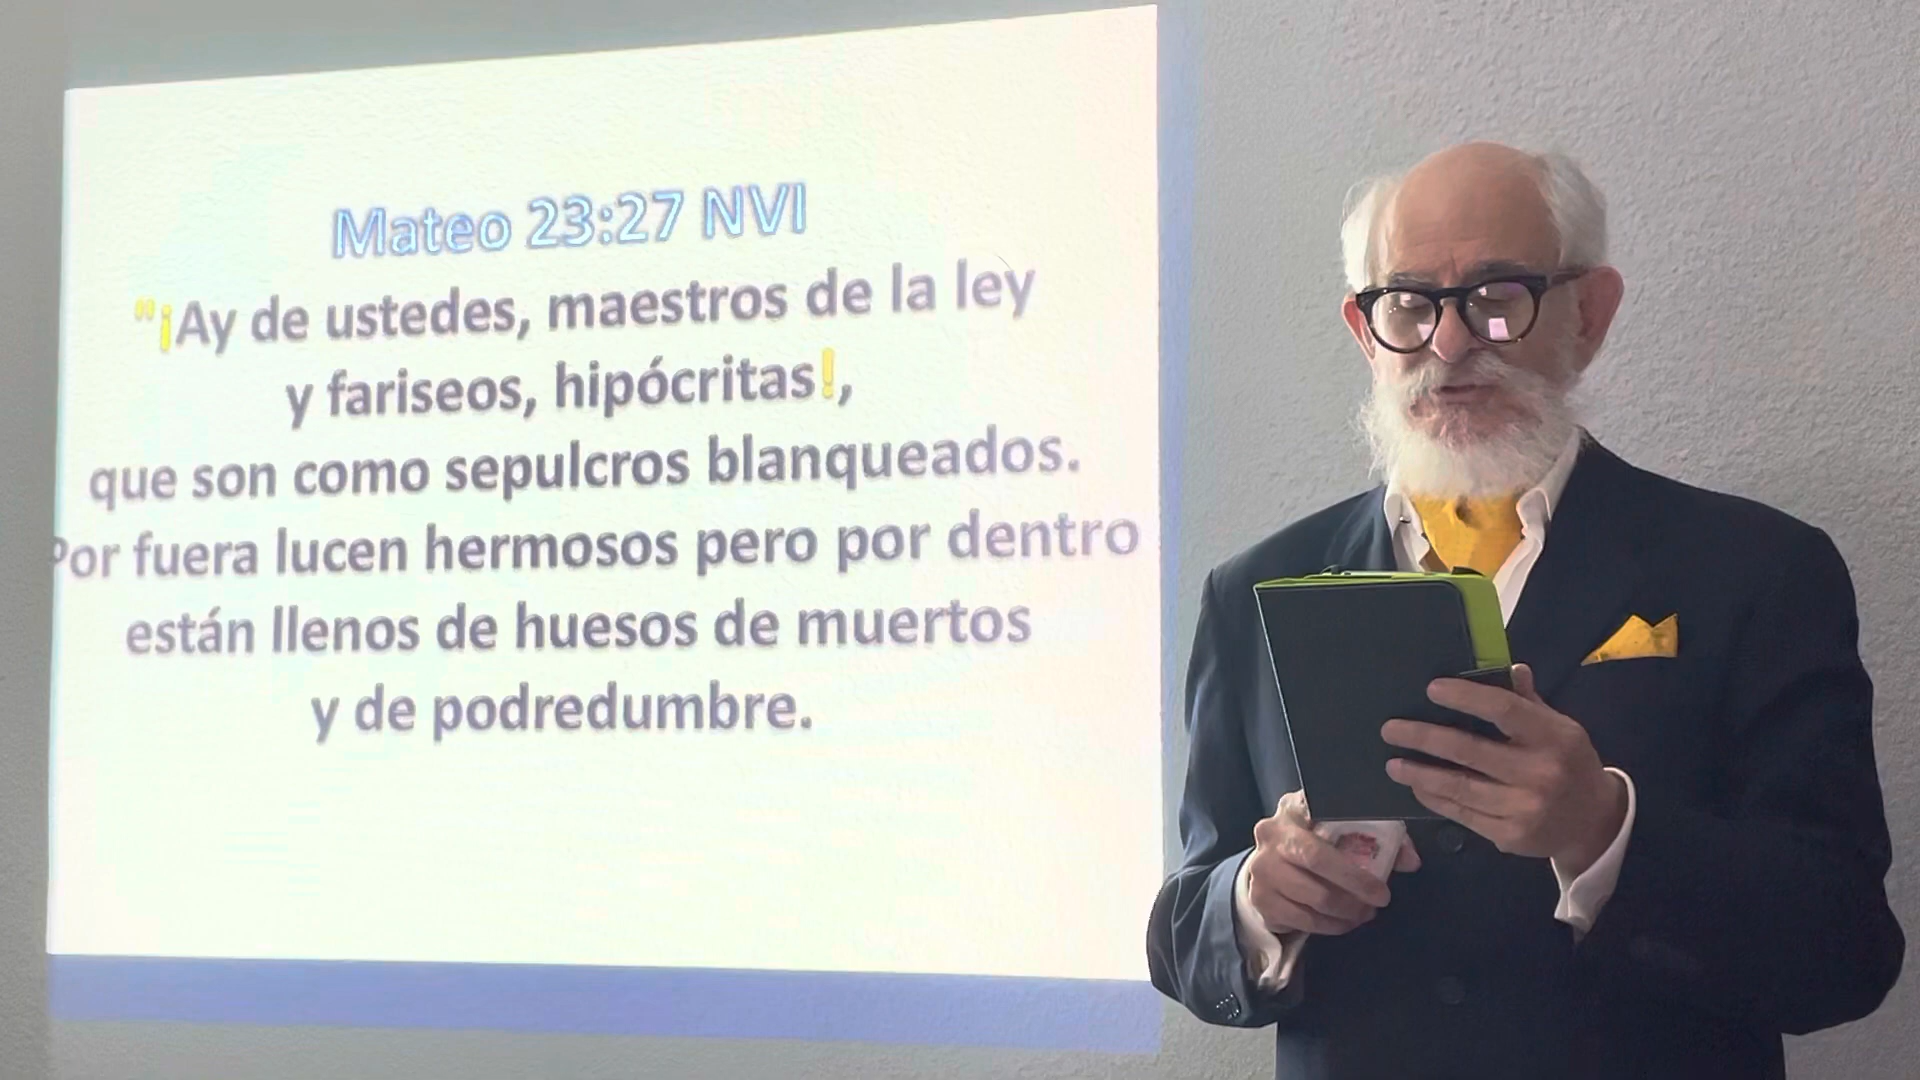 Mateo 23:27 NVI
"¡Ay de ustedes, maestros de la ley
y fariseos, hipócritas!,
que son como sepulcros blanqueados.
Por fuera lucen hermosos pero por dentro
están llenos de huesos de muertos
y de podredumbre.